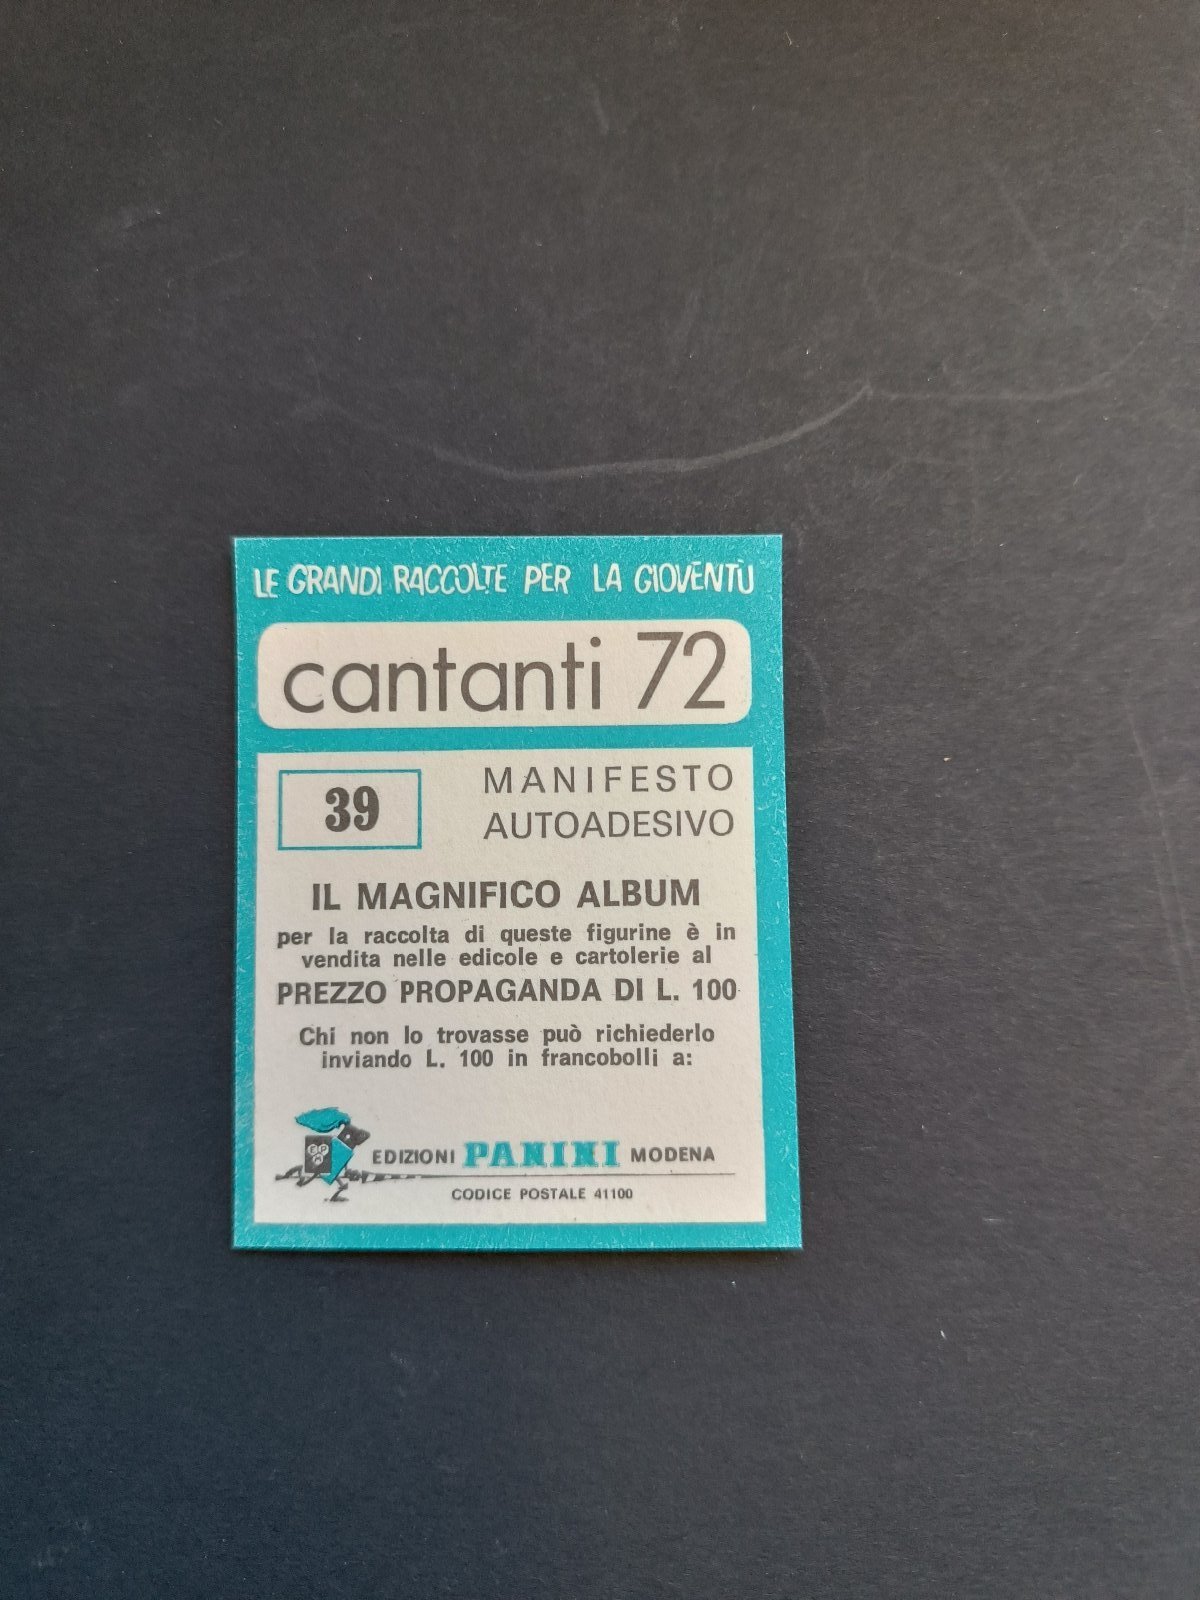 LE GRANDI RACCOLTE PER LA GIOVENTÙ
cantanti 72
39
MANIFESTO
AUTOADESIVO
IL MAGNIFICO ALBUM
per la raccolta di queste figurine è in
vendita nelle edicole e cartolerie al
PREZZO PROPAGANDA DI L. 100
Chi non lo trovasse può richiederlo
inviando L. 100 in francobolli a:
EPM
EDIZIONI PANINI MODENA
CODICE POSTALE 41100